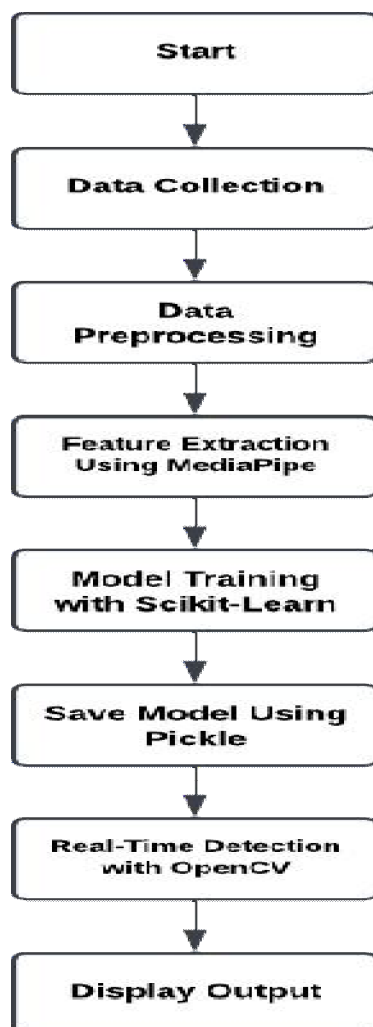 Start
Data Collection
Data
Preprocessing
Feature Extraction
Using MediaPipe
Model Training
with Scikit-Learn
Save Model Using
Pickle
Real-Time Detection
with OpenCV
Display Output